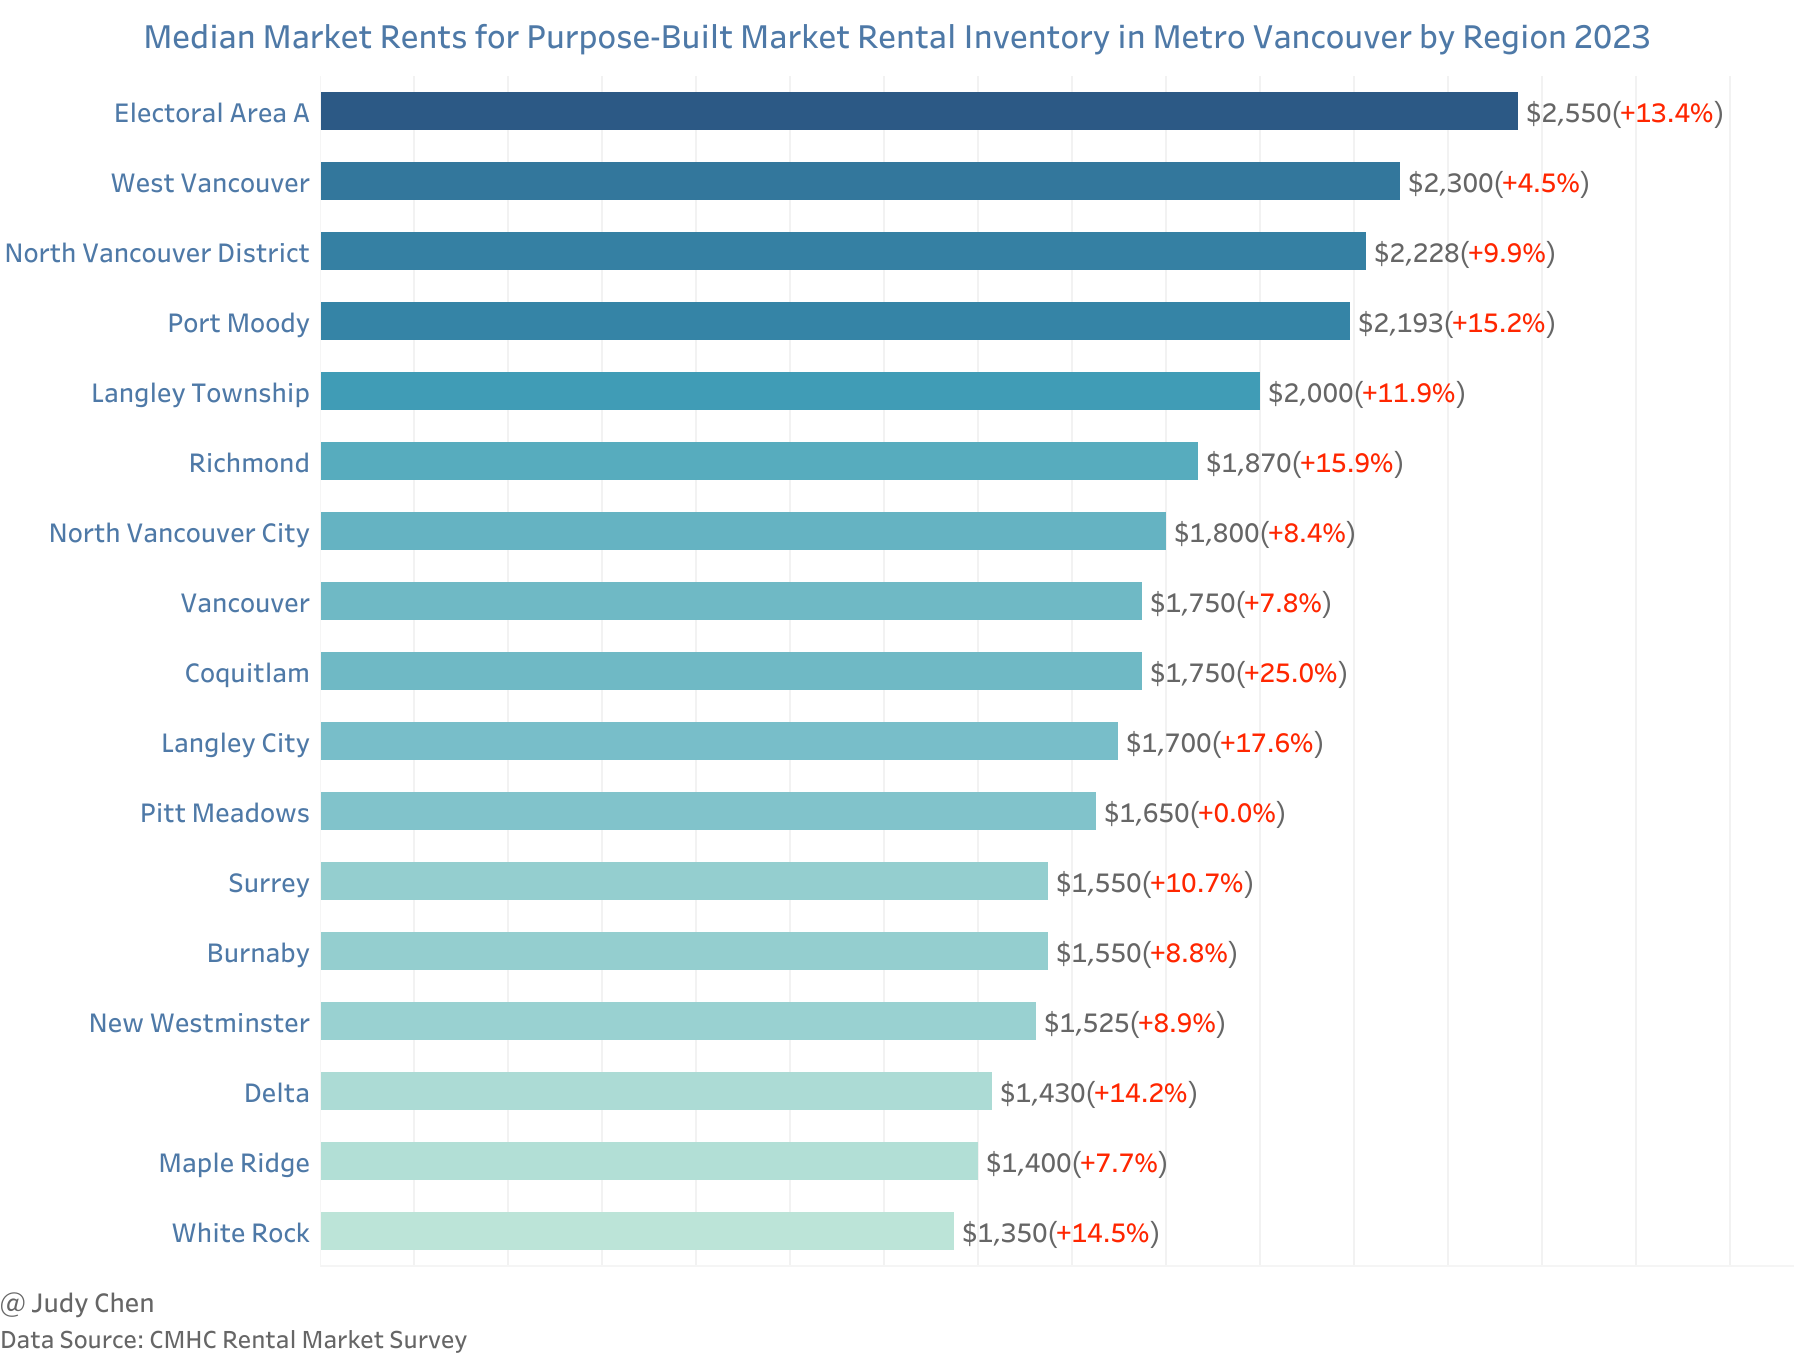 Median Market Rents for Purpose-Built Market Rental Inventory in Metro Vancouver by Region 2023
Electoral Area A $2,550(+13.4%)
West Vancouver $2,300(+4.5%)
North Vancouver District $2,228(+9.9%)
Port Moody $2,193(+15.2%)
Langley Township $2,000(+11.9%)
Richmond $1,870(+15.9%)
North Vancouver City $1,800(+8.4%)
Vancouver $1,750(+7.8%)
Coquitlam $1,750(+25.0%)
Langley City $1,700(+17.6%)
Pitt Meadows $1,650(+0.0%)
Surrey $1,550(+10.7%)
Burnaby $1,550(+8.8%)
New Westminster $1,525(+8.9%)
Delta $1,430(+14.2%)
Maple Ridge $1,400(+7.7%)
White Rock $1,350(+14.5%)
@ Judy Chen
Data Source: CMHC Rental Market Survey